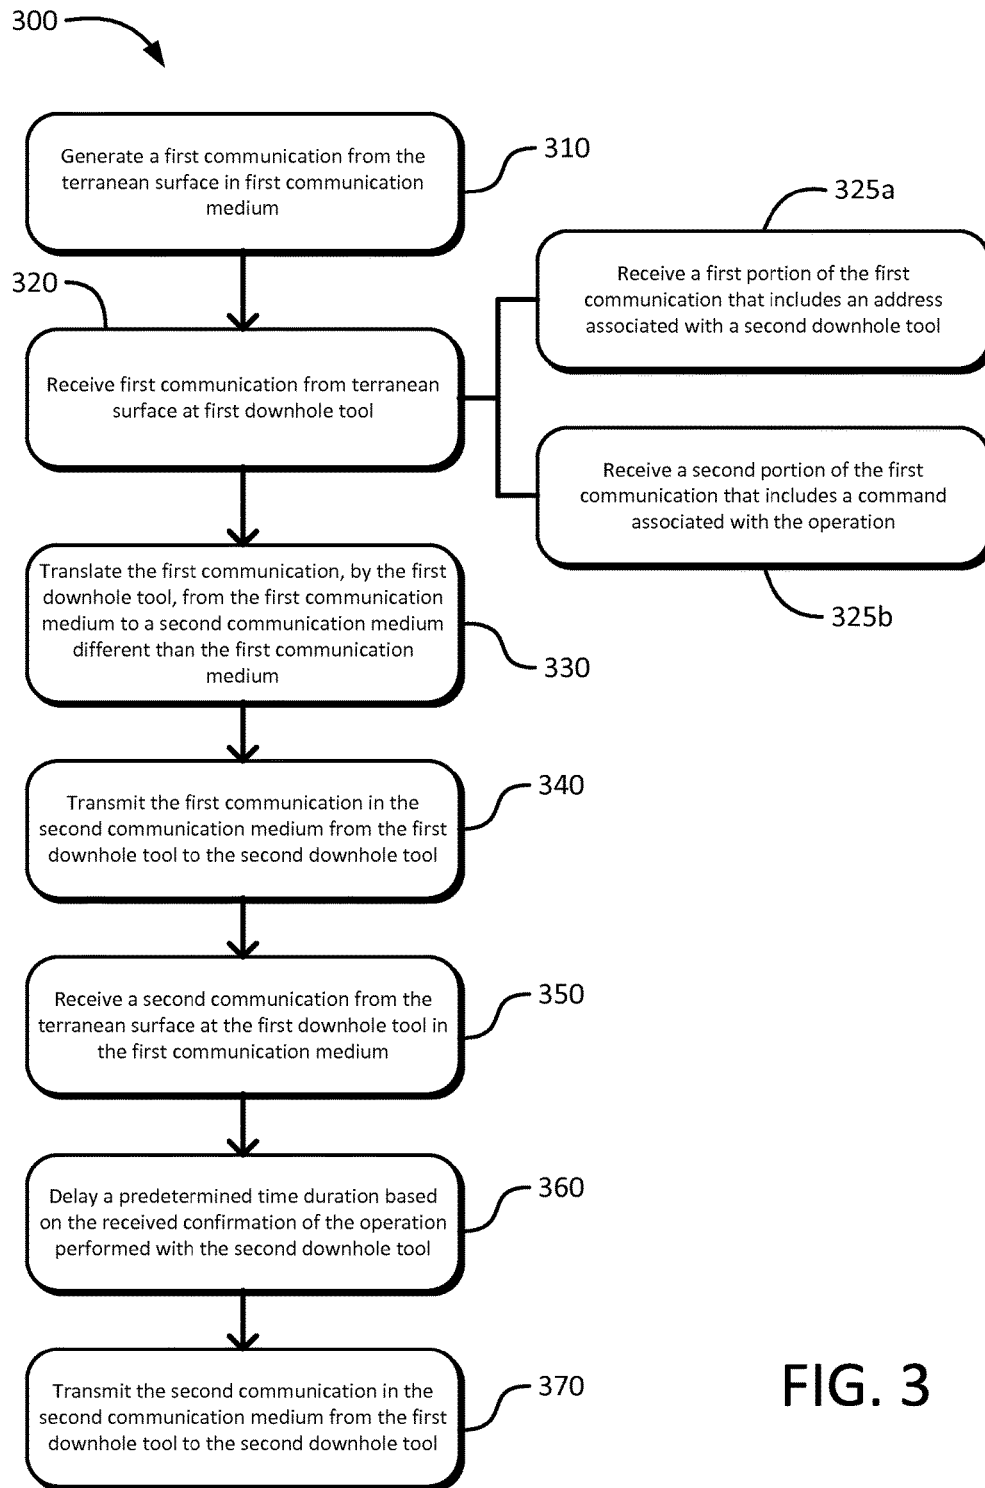 300
Generate a first communication from the
terranean surface in first communication
medium
310
325a
Receive a first portion of the first
communication that includes an address
associated with a second downhole tool
320
Receive first communication from terranean
surface at first downhole tool
Receive a second portion of the first
communication that includes a command
associated with the operation
325b
Translate the first communication, by the first
downhole tool, from the first communication
medium to a second communication medium
different than the first communication
medium
330
Transmit the first communication in the
second communication medium from the first
downhole tool to the second downhole tool
340
Receive a second communication from the
terranean surface at the first downhole tool in
the first communication medium
350
Delay a predetermined time duration based
on the received confirmation of the operation
performed with the second downhole tool
360
Transmit the second communication in the
second communication medium from the first
downhole tool to the second downhole tool
370
FIG. 3